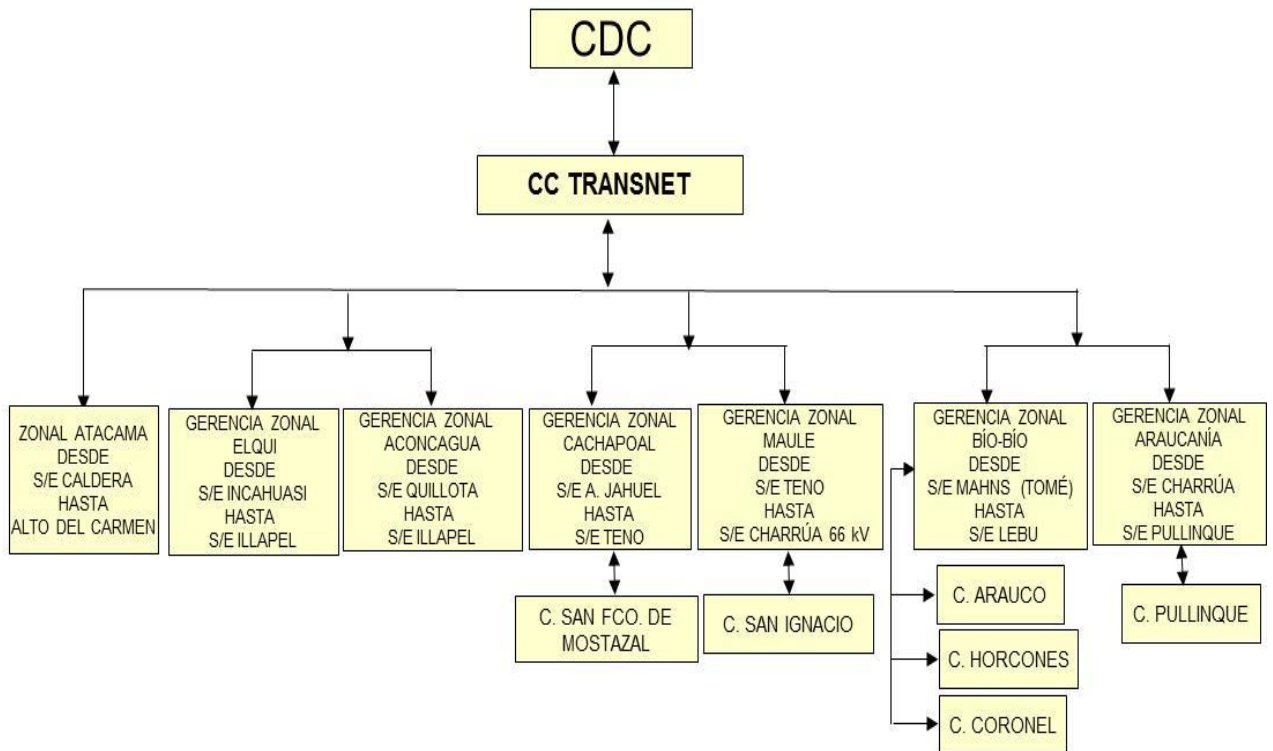 CDC
CC TRANSNET
ZONAL ATACAMA
DESDE
S/E CALDERA
HASTA
ALTO DEL CARMEN
GERENCIA ZONAL
ELQUI
DESDE
S/E INCAHUASI
HASTA
S/E ILLAPEL
GERENCIA ZONAL
ACONCAGUA
DESDE
S/E QUILLOTA
HASTA
S/E ILLAPEL
GERENCIA ZONAL
CACHAPOAL
DESDE
S/E A. JAHUEL
HASTA
S/E TENO
GERENCIA ZONAL
MAULE
DESDE
S/E TENO
HASTA
S/E CHARRÚA 66 kV
GERENCIA ZONAL
BÍO-BÍO
DESDE
S/E MAHNS (TOMÉ)
HASTA
S/E LEBU
GERENCIA ZONAL
ARAUCANÍA
DESDE
S/E CHARRÚA
HASTA
S/E PULLINQUE
C. SAN FCO. DE
MOSTAZAL
C. SAN IGNACIO
C. ARAUCO
C. HORCONES
C. CORONEL
C. PULLINQUE